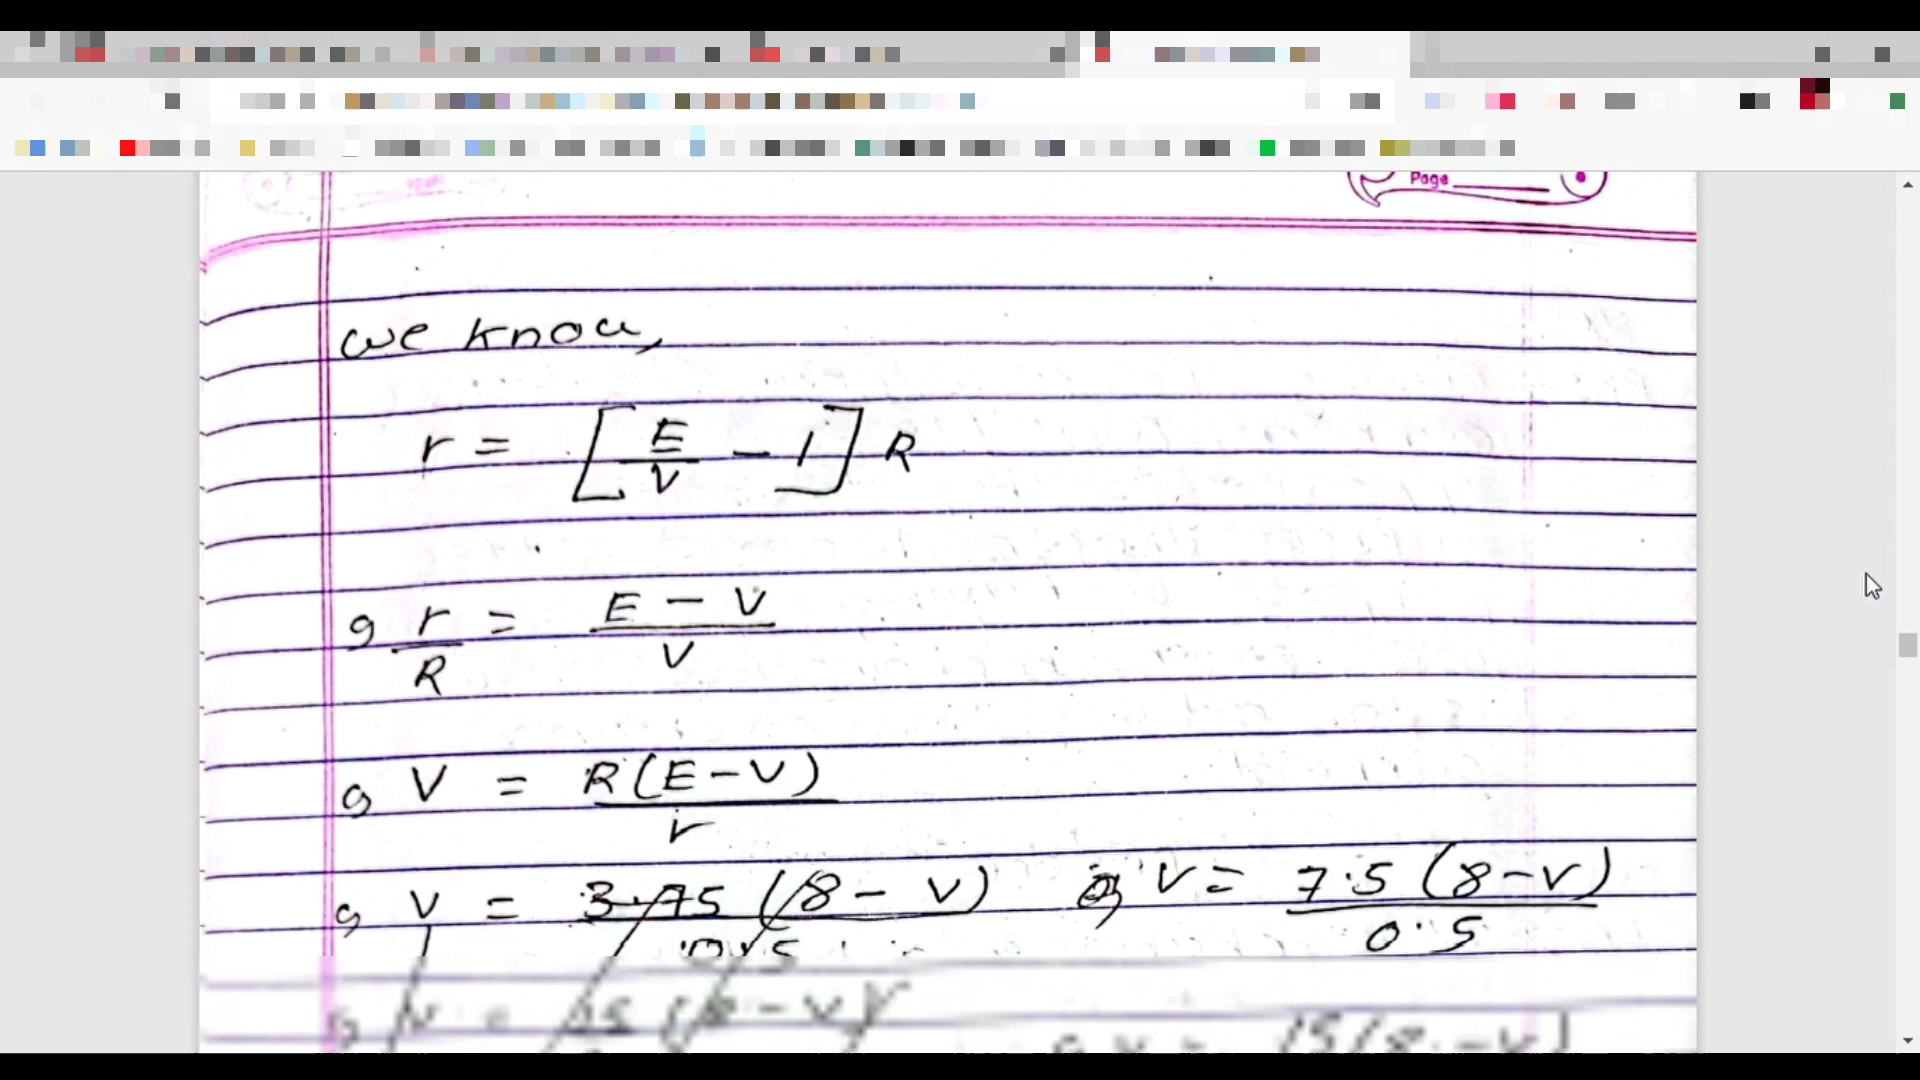 Page
we know,
r = [E/V - 1] R
g r/R = E - V / V
g V = R(E-V) / r
g V = 3.75 (8 - V) / 0.5 V = 7.5 (8-V) / 0.5